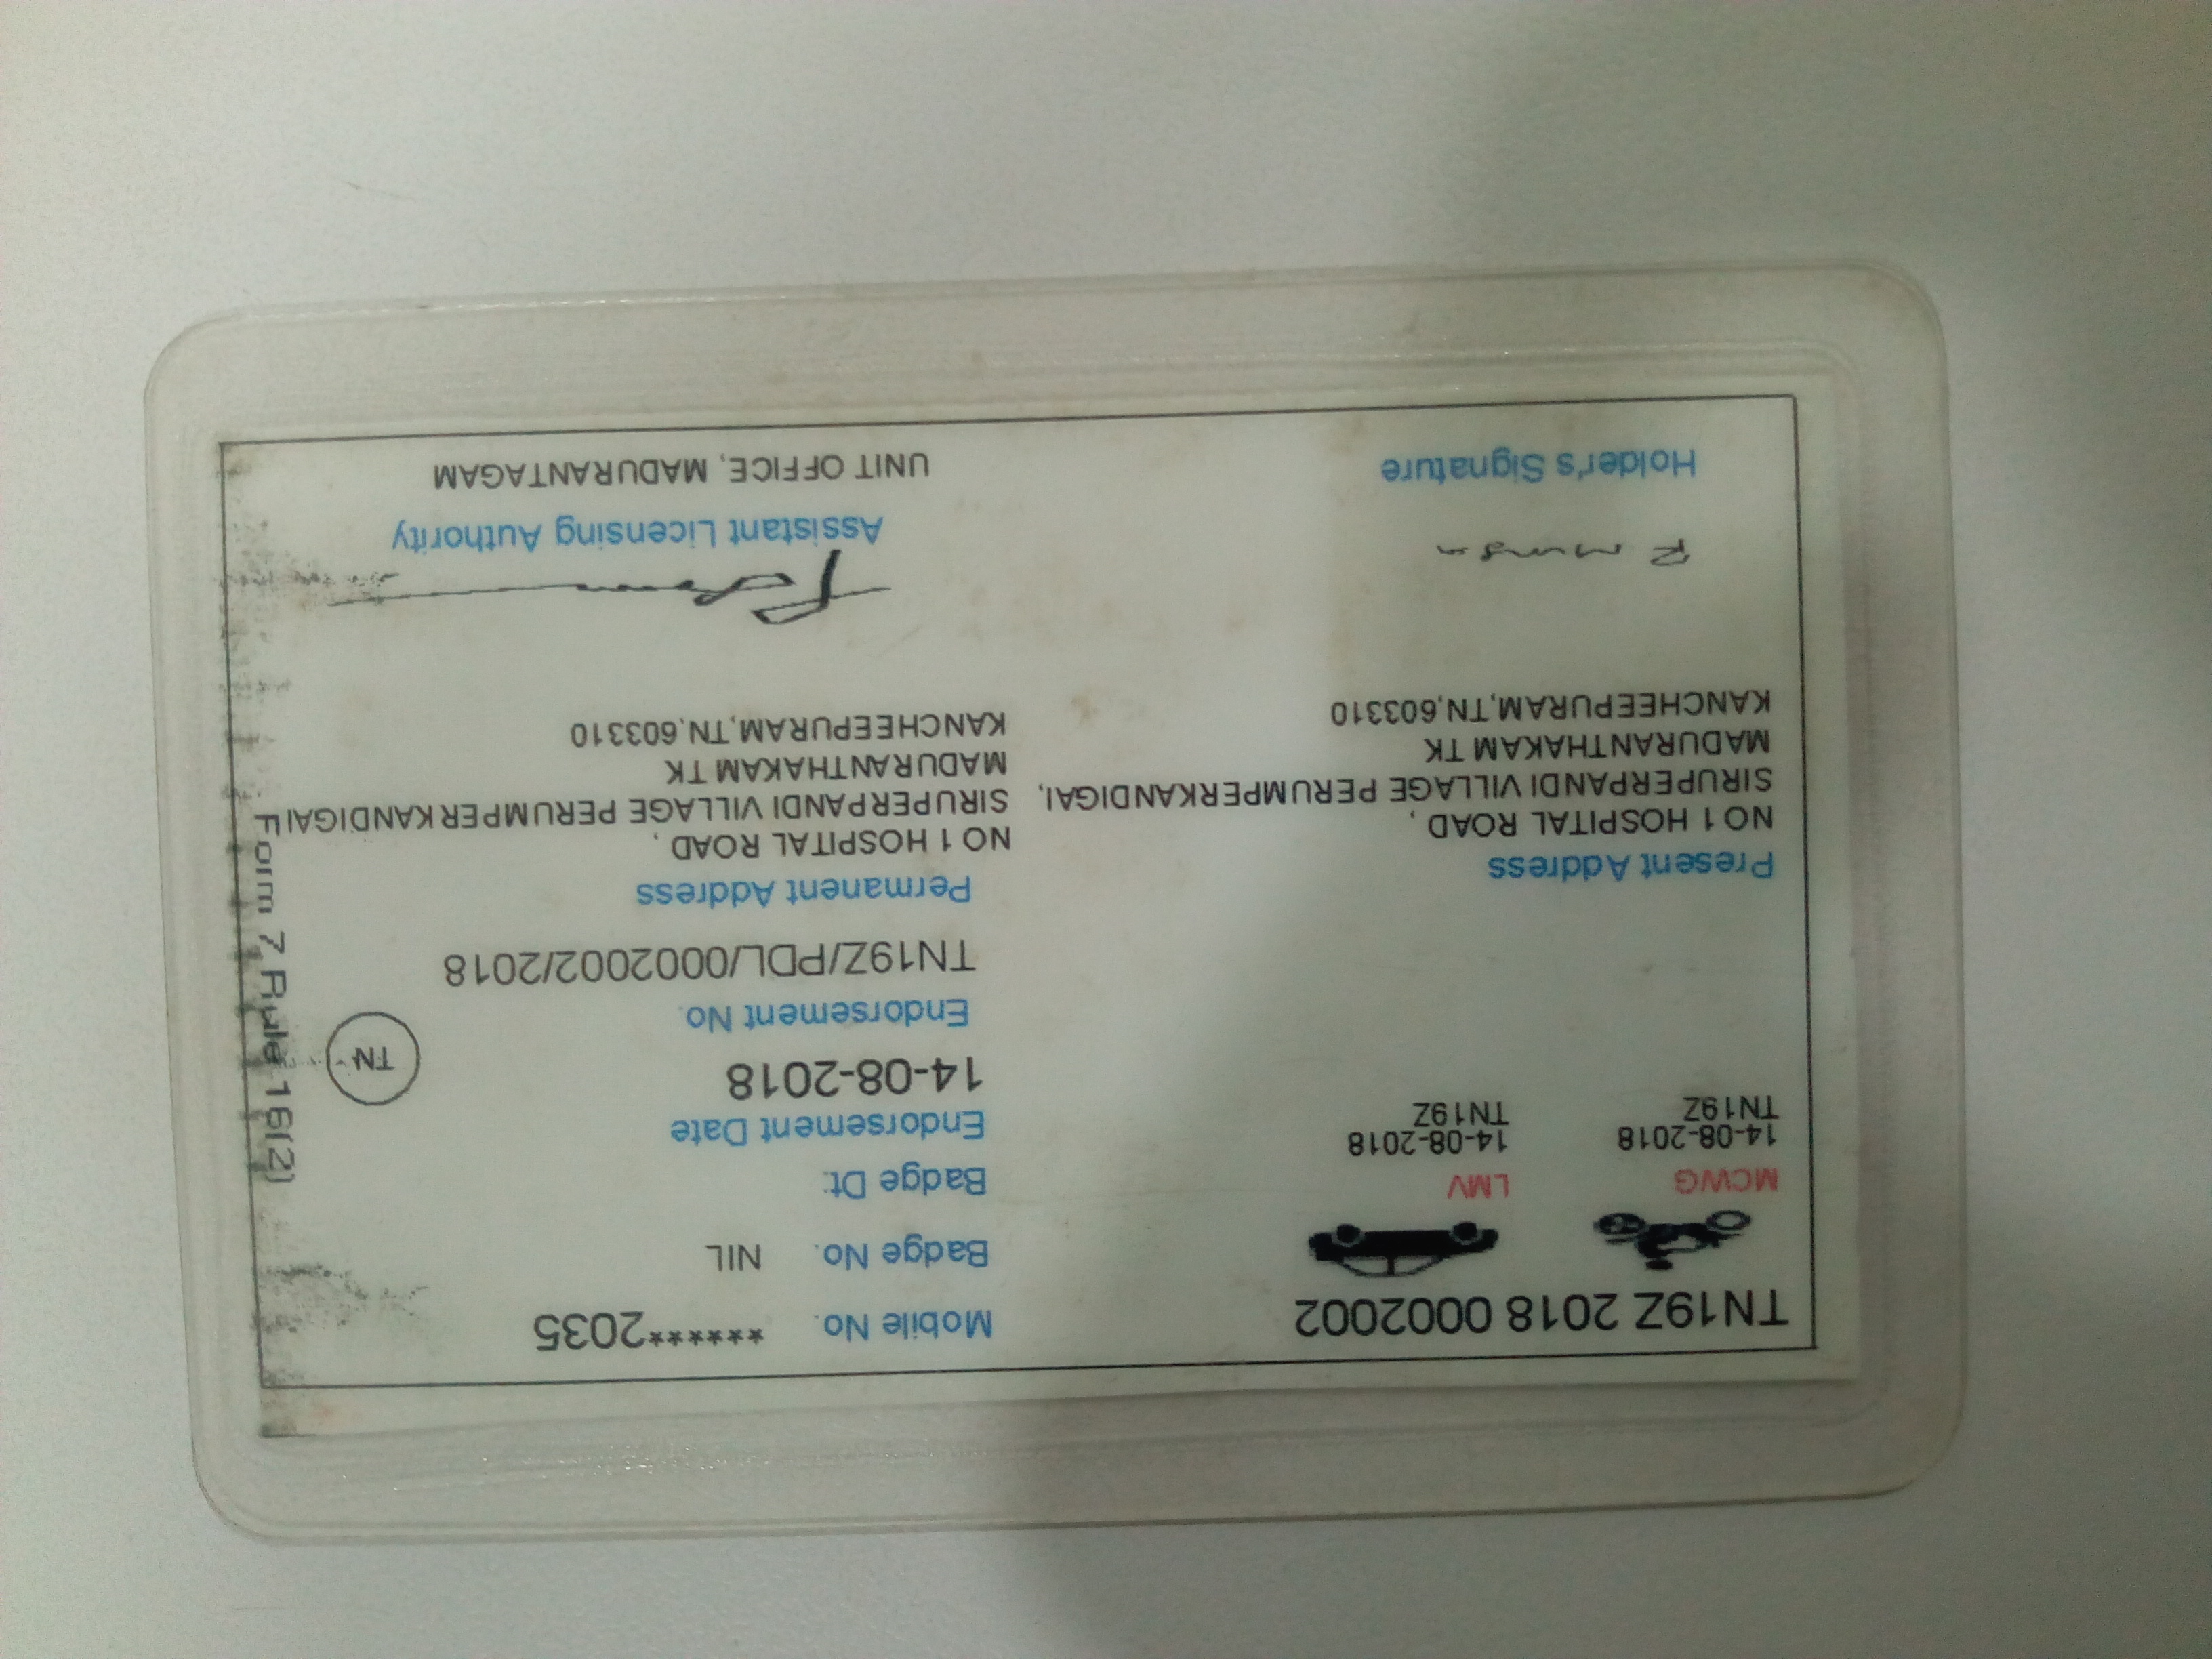 TN19Z 2018 0002002
MCWG
14-08-2018
TN19Z
LMV
14-08-2018
TN19Z
Present Address
NO 1 HOSPITAL ROAD ,
SIRUPERPANDI VILLAGE PERUMPERKANDIGAI,
MADURANTHAKAM TK
KANCHEEPURAM,TN,603310
Holder's Signature
Mobile No. ******2035
Badge No. NIL
Badge Dt:
Endorsement Date
14-08-2018
Endorsement No.
TN19Z/PDL/0002002/2018
TN
Permanent Address
NO 1 HOSPITAL ROAD ,
SIRUPERPANDI VILLAGE PERUMPERKANDIGAI
MADURANTHAKAM TK
KANCHEEPURAM,TN,603310
Assistant Licensing Authority
UNIT OFFICE, MADURANTAGAM
Form 7 Rule 16(2)